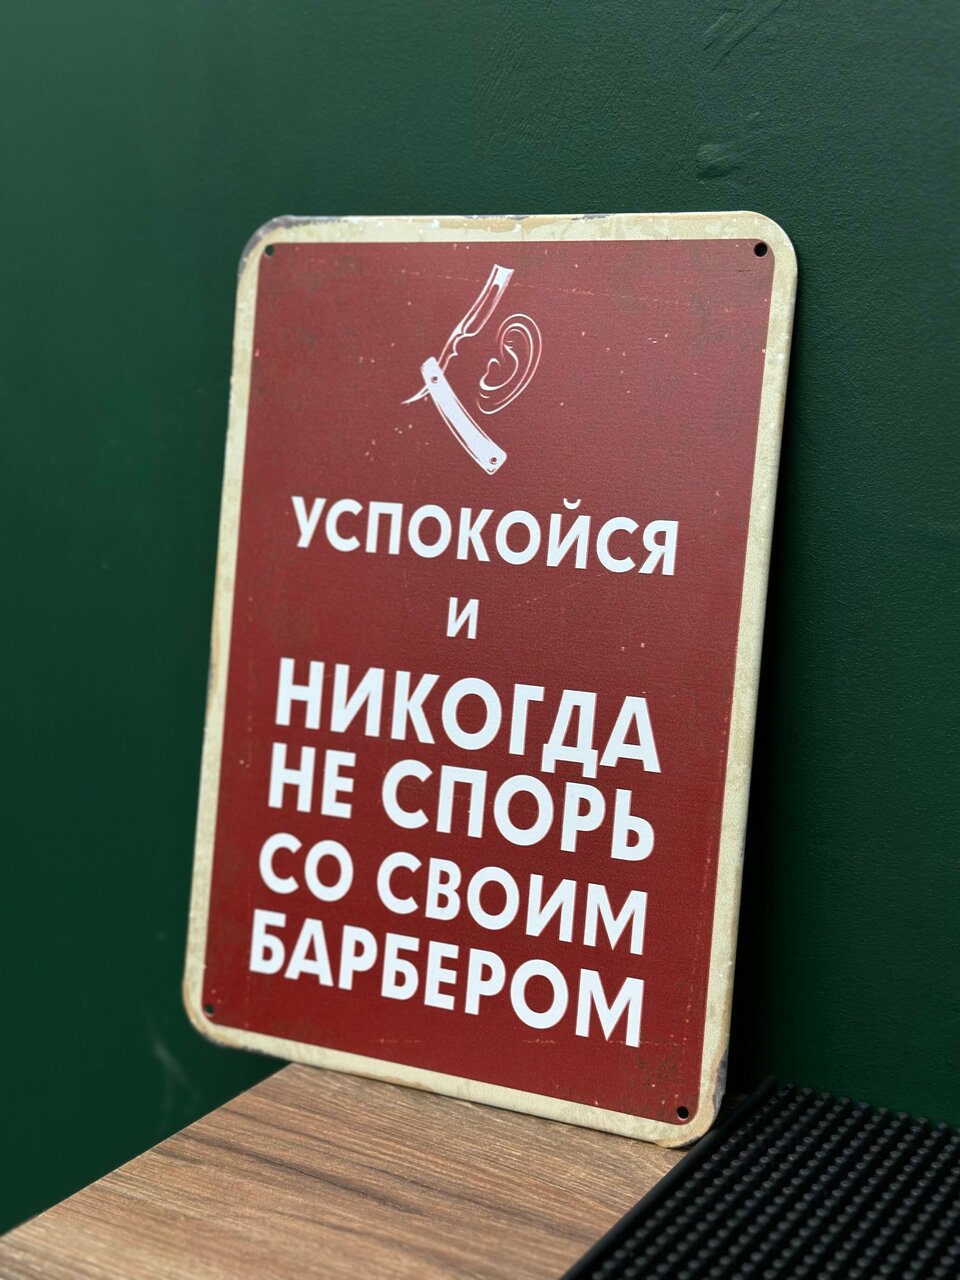 УСПОКОЙСЯ
И
НИКОГДА
НЕ СПОРЬ
СО СВОИМ
БАРБЕРОМ